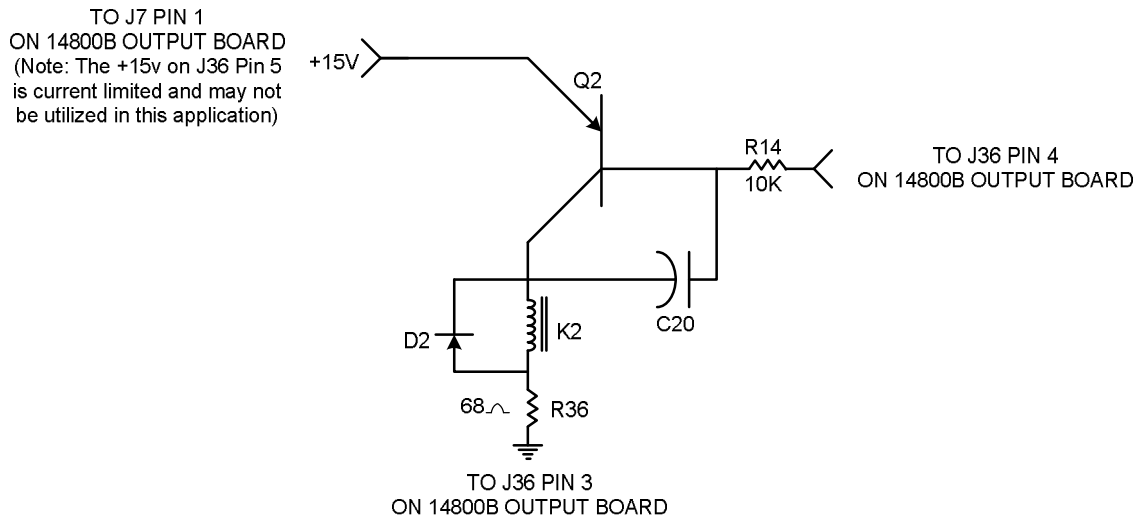 TO J7 PIN 1
ON 14800B OUTPUT BOARD
(Note: The +15v on J36 Pin 5
is current limited and may not
be utilized in this application)
+15V
Q2
R14
10K
TO J36 PIN 4
ON 14800B OUTPUT BOARD
C20
D2
K2
68
R36
TO J36 PIN 3
ON 14800B OUTPUT BOARD